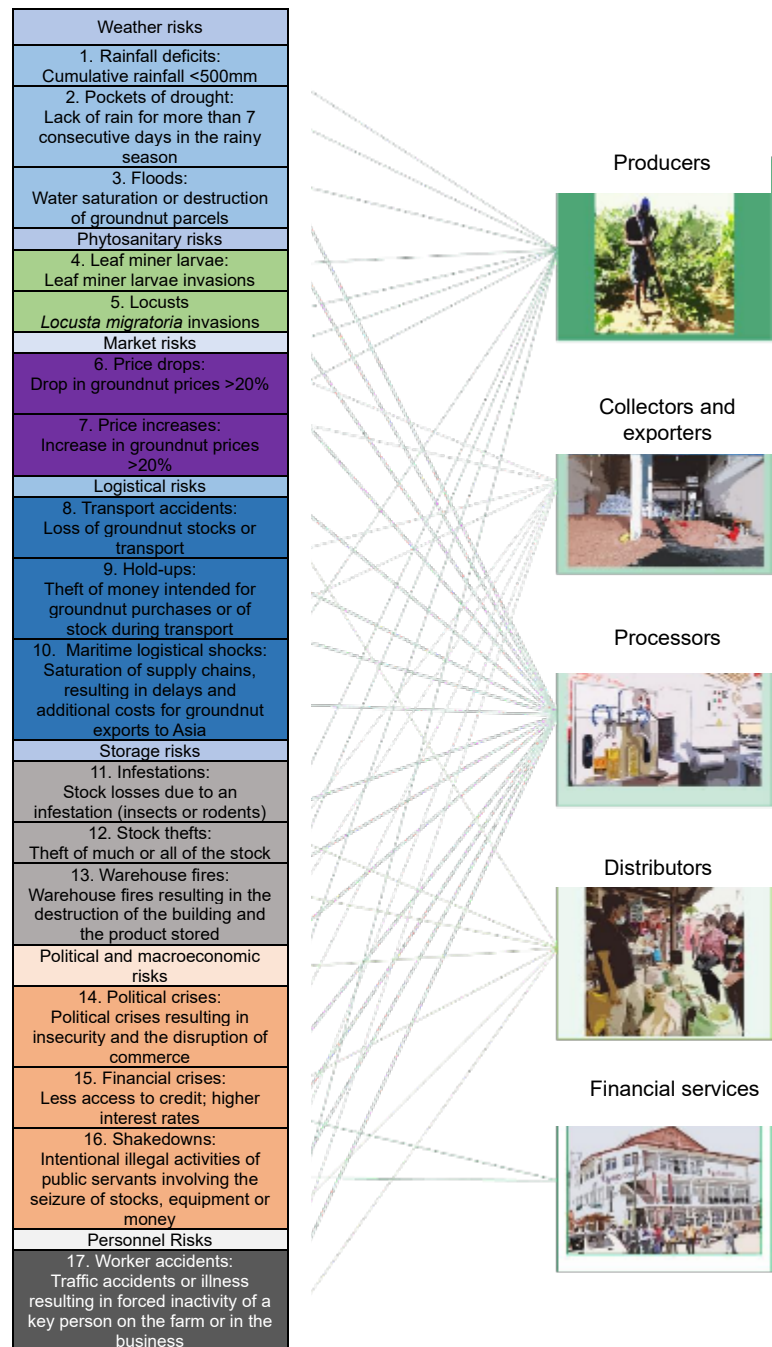 Weather risks
1. Rainfall deficits:
Cumulative rainfall <500mm
2. Pockets of drought:
Lack of rain for more than 7
consecutive days in the rainy
season
3. Floods:
Water saturation or destruction
of groundnut parcels
Phytosanitary risks
4. Leaf miner larvae:
Leaf miner larvae invasions
5. Locusts
Locusta migratoria invasions
Market risks
6. Price drops:
Drop in groundnut prices >20%
7. Price increases:
Increase in groundnut prices
>20%
Logistical risks
8. Transport accidents:
Loss of groundnut stocks or
transport
9. Hold-ups:
Theft of money intended for
groundnut purchases or of
stock during transport
10. Maritime logistical shocks:
Saturation of supply chains,
resulting in delays and
additional costs for groundnut
exports to Asia
Storage risks
11. Infestations:
Stock losses due to an
infestation (insects or rodents)
12. Stock thefts:
Theft of much or all of the stock
13. Warehouse fires:
Warehouse fires resulting in the
destruction of the building and
the product stored
Political and macroeconomic
risks
14. Political crises:
Political crises resulting in
insecurity and the disruption of
commerce
15. Financial crises:
Less access to credit; higher
interest rates
16. Shakedowns:
Intentional illegal activities of
public servants involving the
seizure of stocks, equipment or
money
Personnel Risks
17. Worker accidents:
Traffic accidents or illness
resulting in forced inactivity of a
key person on the farm or in the
business
Producers
Collectors and
exporters
Processors
Distributors
Financial services